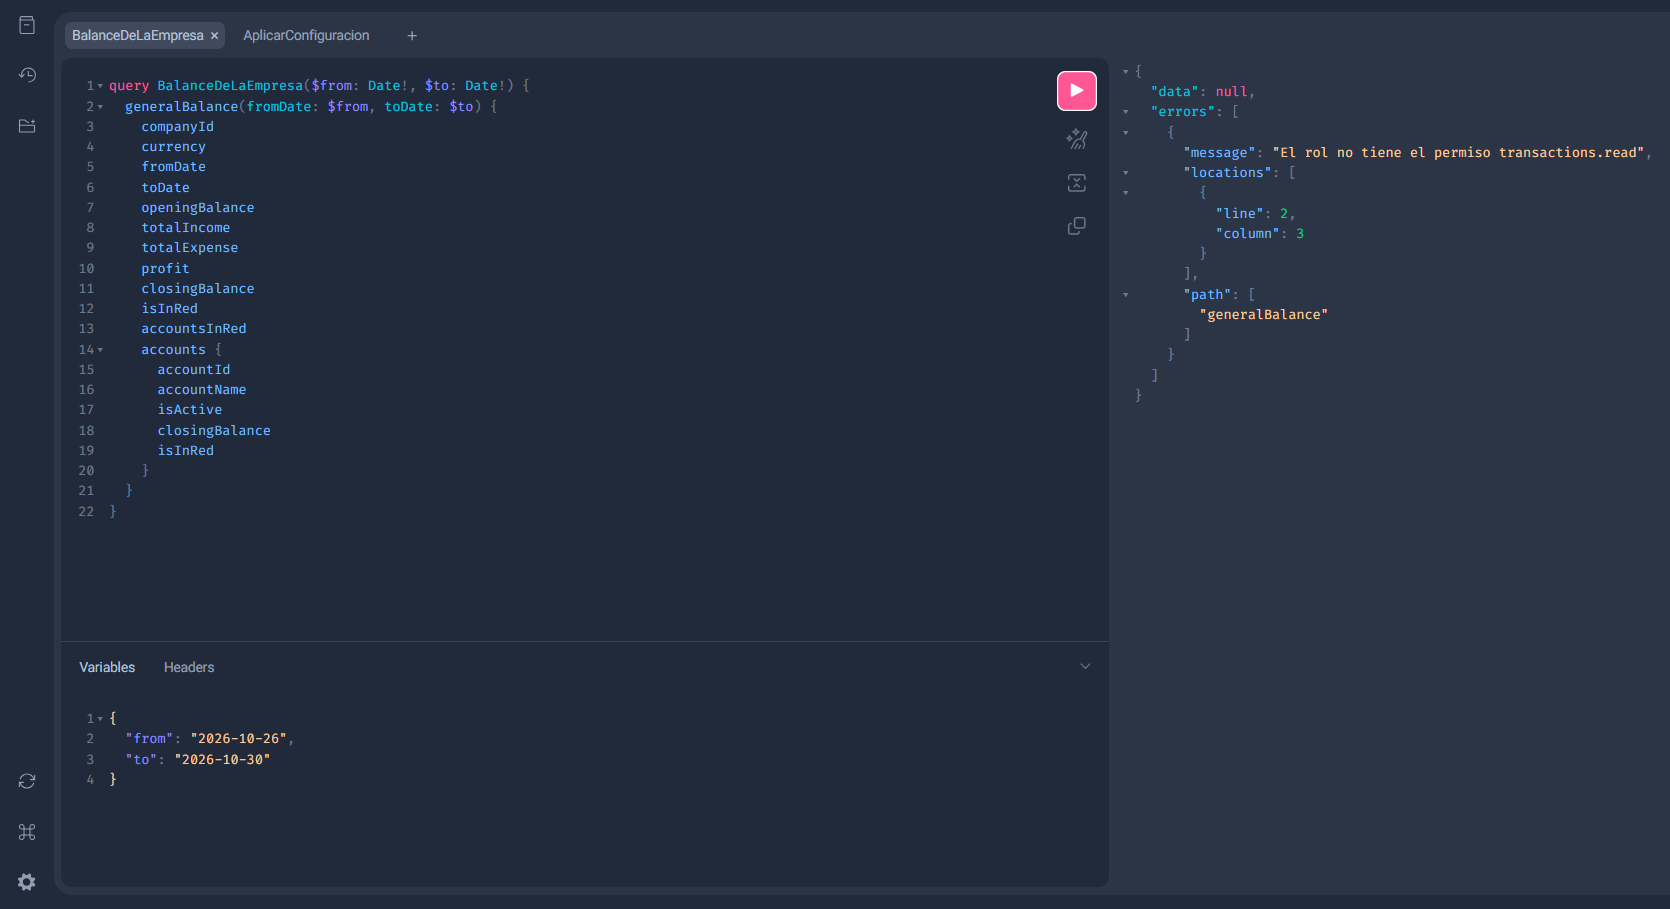 BalanceDeLaEmpresa × AplicarConfiguracion +
1 query BalanceDeLaEmpresa($from: Date!, $to: Date!) {
2 generalBalance(fromDate: $from, toDate: $to) {
3 companyId
4 currency
5 fromDate
6 toDate
7 openingBalance
8 totalIncome
9 totalExpense
10 profit
11 closingBalance
12 isInRed
13 accountsInRed
14 accounts {
15 accountId
16 accountName
17 isActive
18 closingBalance
19 isInRed
20 }
21 }
22 }
Variables Headers
1 {
2 "from": "2026-10-26",
3 "to": "2026-10-30"
4 }
{
"data": null,
"errors": [
{
"message": "El rol no tiene el permiso transactions.read",
"locations": [
{
"line": 2,
"column": 3
}
],
"path": [
"generalBalance"
]
}
]
}